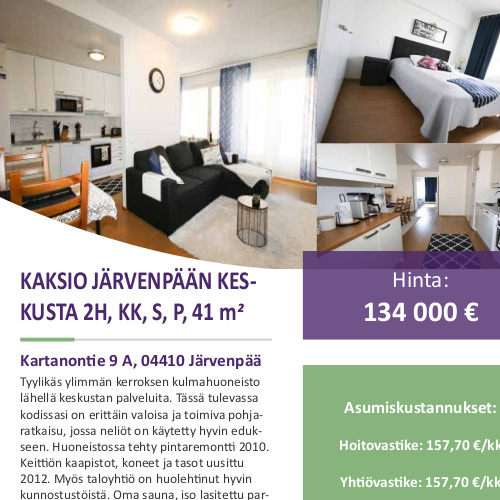 KAKSIO JÄRVENPÄÄN KES-
KUSTA 2H, KK, S, P, 41 m²
Kartanontie 9 A, 04410 Järvenpää
Tyylikäs ylimmän kerroksen kulmahuoneisto
lähellä keskustan palveluita. Tässä tulevassa
kodissasi on erittäin valoisa ja toimiva pohja-
ratkaisu, jossa neliöt on käytetty hyvin eduk-
seen. Huoneistossa tehty pintaremontti 2010.
Keittiön kaapistot, koneet ja tasot uusittu
2012. Myös taloyhtiö on huolehtinut hyvin
kunnostustöistä. Oma sauna, iso lasitettu par-
Hinta:
134 000 €
Asumiskustannukset:
Hoitovastike: 157,70 €/kk
Yhtiövastike: 157,70 €/kk